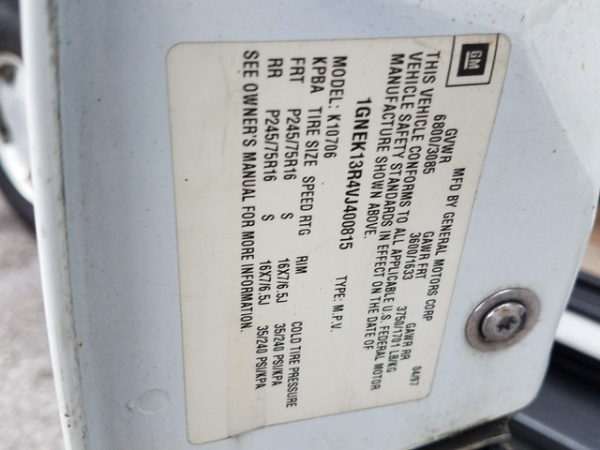 GM
MFD BY GENERAL MOTORS CORP 04/97
GVWR GAWR FRT GAWR RR
6800/3085 3600/1633 3750/1701 LB/KG
THIS VEHICLE CONFORMS TO ALL APPLICABLE U.S. FEDERAL MOTOR
VEHICLE SAFETY STANDARDS IN EFFECT ON THE DATE OF
MANUFACTURE SHOWN ABOVE.
1GNEK13R4VJ400815 TYPE: M.P.V.
MODEL: K10706
KPBA TIRE SIZE SPEED RTG RIM COLD TIRE PRESSURE
FRT P245/75R16 S 16X7/6.5J 35/240 PSI/KPA
RR P245/75R16 S 16X7/6.5J 35/240 PSI/KPA
SEE OWNER'S MANUAL FOR MORE INFORMATION.